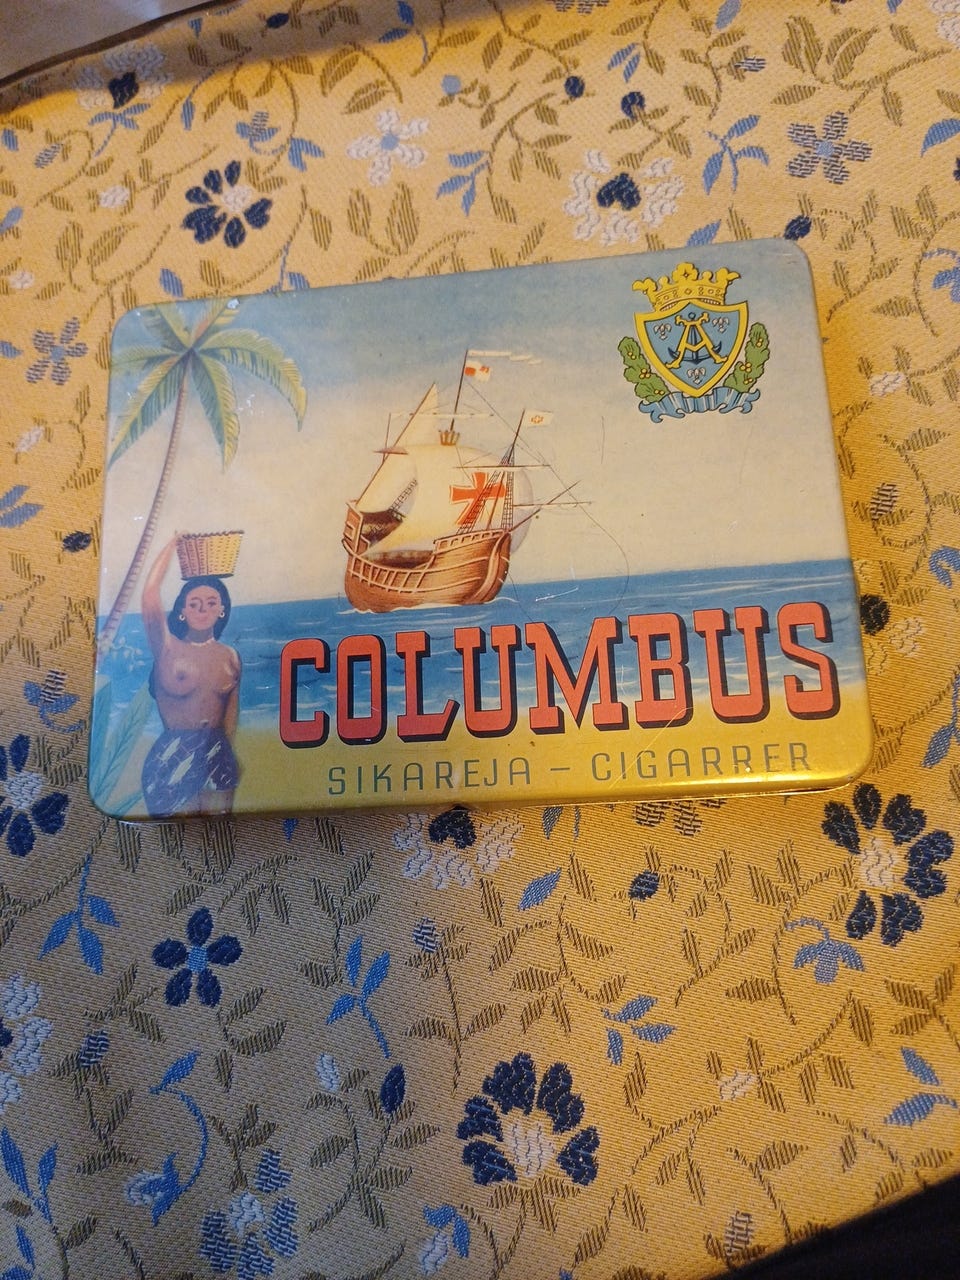 A
COLUMBUS
SIKAREJA – CIGARRER